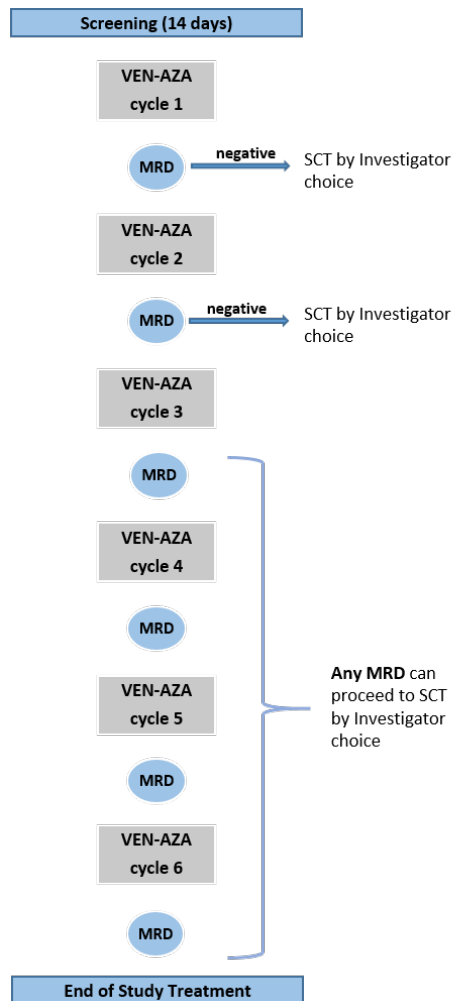 Screening (14 days)
VEN-AZA
cycle 1
MRD
negative
SCT by Investigator
choice
VEN-AZA
cycle 2
MRD
negative
SCT by Investigator
choice
VEN-AZA
cycle 3
MRD
VEN-AZA
cycle 4
MRD
Any MRD can
proceed to SCT
by Investigator
choice
VEN-AZA
cycle 5
MRD
VEN-AZA
cycle 6
MRD
End of Study Treatment